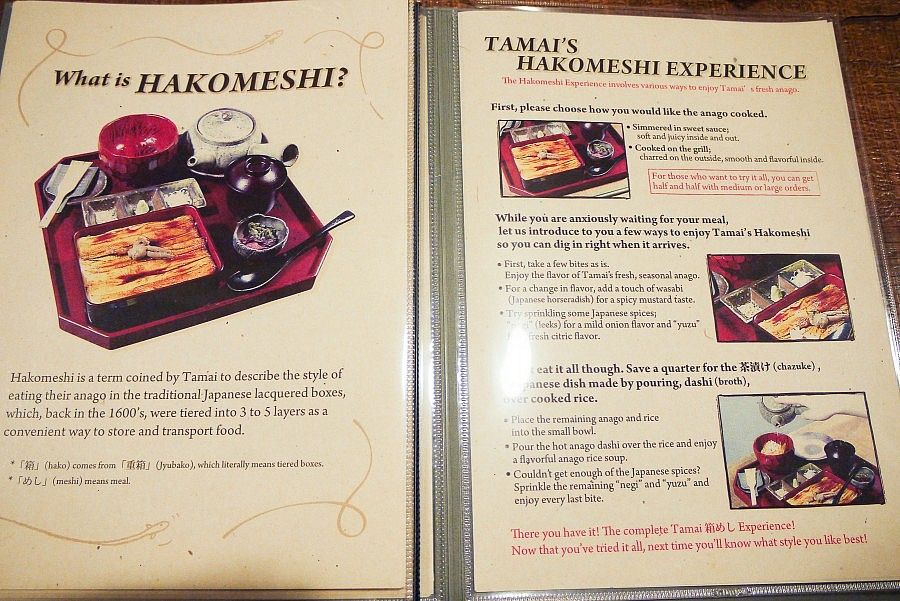 What is HAKOMESHI?
Hakomeshi is a term coined by Tamai to describe the style of
eating their anago in the traditional Japanese lacquered boxes,
which, back in the 1600's, were tiered into 3 to 5 layers as a
convenient way to store and transport food.
*「箱」(hako) comes from「重箱」(Jyubako), which literally means tiered boxes.
*「めし」(meshi) means meal.
TAMAI'S
HAKOMESHI EXPERIENCE
The Hakomeshi Experience involves various ways to enjoy Tamai's fresh anago.
First, please choose how you would like the anago cooked.
• Simmered in sweet sauce;
soft and juicy inside and out.
• Cooked on the grill;
charred on the outside, smooth and flavorful inside.
For those who want to try it all, you can get
half and half with medium or large orders.
While you are anxiously waiting for your meal,
let us introduce to you a few ways to enjoy Tamai's Hakomeshi
so you can dig in right when it arrives.
• First, take a few bites as is.
Enjoy the flavor of Tamai's fresh, seasonal anago.
• For a change in flavor, add a touch of wasabi
(Japanese horseradish) for a spicy mustard taste.
• Try sprinkling some Japanese spices;
"negi" (leeks) for a mild onion flavor and "yuzu"
fresh citric flavor.
eat it all though. Save a quarter for the 茶漬け (chazuke),
Japanese dish made by pouring, dashi (broth),
over cooked rice.
• Place the remaining anago and rice
into the small bowl.
• Pour the hot anago dashi over the rice and enjoy
a flavorful anago rice soup.
• Couldn't get enough of the Japanese spices?
Sprinkle the remaining "negi" and "yuzu" and
enjoy every last bite.
There you have it! The complete Tamai 箱めし Experience!
Now that you've tried it all, next time you'll know what style you like best!